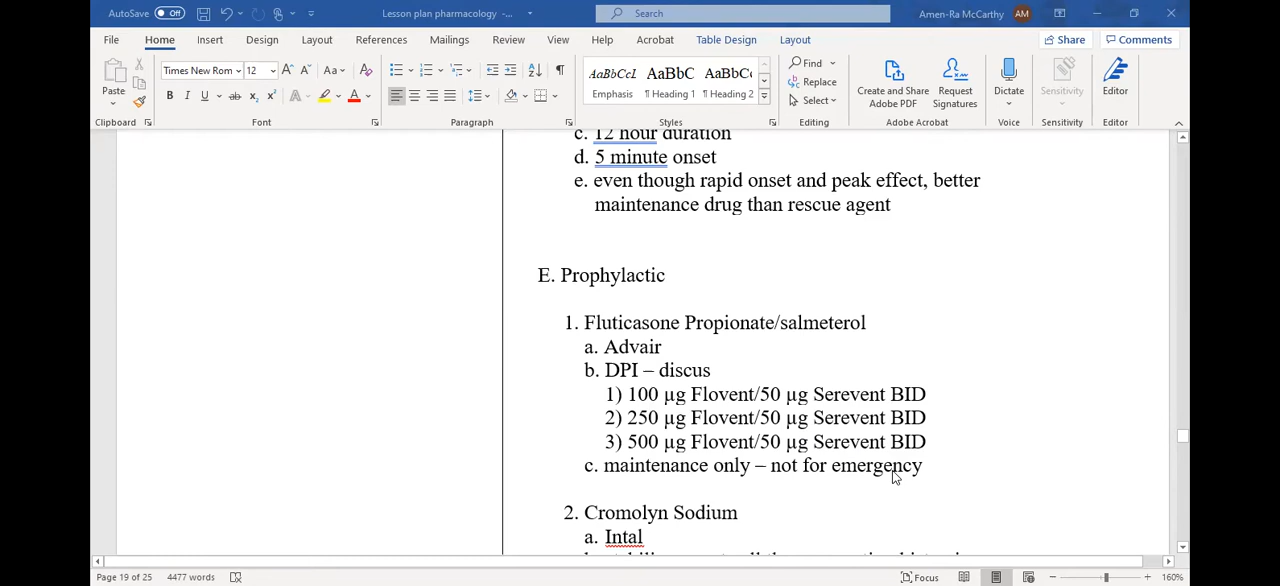 AutoSave Off Lesson plan pharmacology -... Search Amen-Ra McCarthy AM
File Home Insert Design Layout References Mailings Review View Help Acrobat Table Design Layout Share Comments
Paste Times New Rom 12 Aa A AaBbCcI AaBbC AaBbCc Find
Replace
B I U ab x₂ x² A A Emphasis ¶ Heading 1 ¶ Heading 2 Select
Create and Share Adobe PDF Request Signatures Dictate Sensitivity Editor
Clipboard Font Paragraph Styles Editing Adobe Acrobat Voice Sensitivity Editor
c. 12 hour duration
d. 5 minute onset
e. even though rapid onset and peak effect, better
maintenance drug than rescue agent
E. Prophylactic
1. Fluticasone Propionate/salmeterol
a. Advair
b. DPI – discus
1) 100 µg Flovent/50 µg Serevent BID
2) 250 µg Flovent/50 µg Serevent BID
3) 500 µg Flovent/50 µg Serevent BID
c. maintenance only – not for emergency
2. Cromolyn Sodium
a. Intal
Page 19 of 25 4477 words Focus 160%